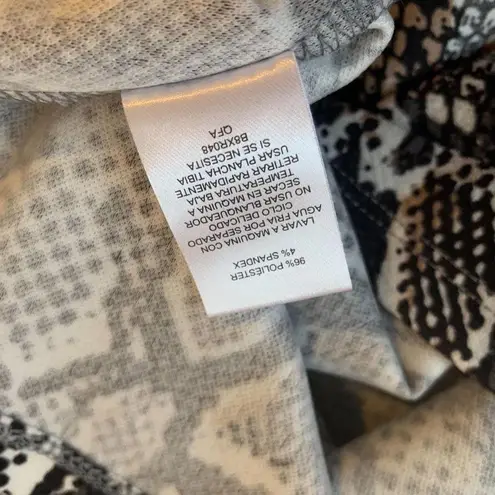 96% POLIÉSTER
4% SPANDEX
LAVAR A MAQUINA CON
AGUA FRIA POR SEPARADO
CICLO DELICADO
NO USAR BLANQUEADOR
SECAR EN MAQUINA A
TEMPERATURA BAJA
RETIRAR RAPIDAMENTE
USAR PLANCHA TIBIA
SI SE NECESITA
B8XR048
QFA